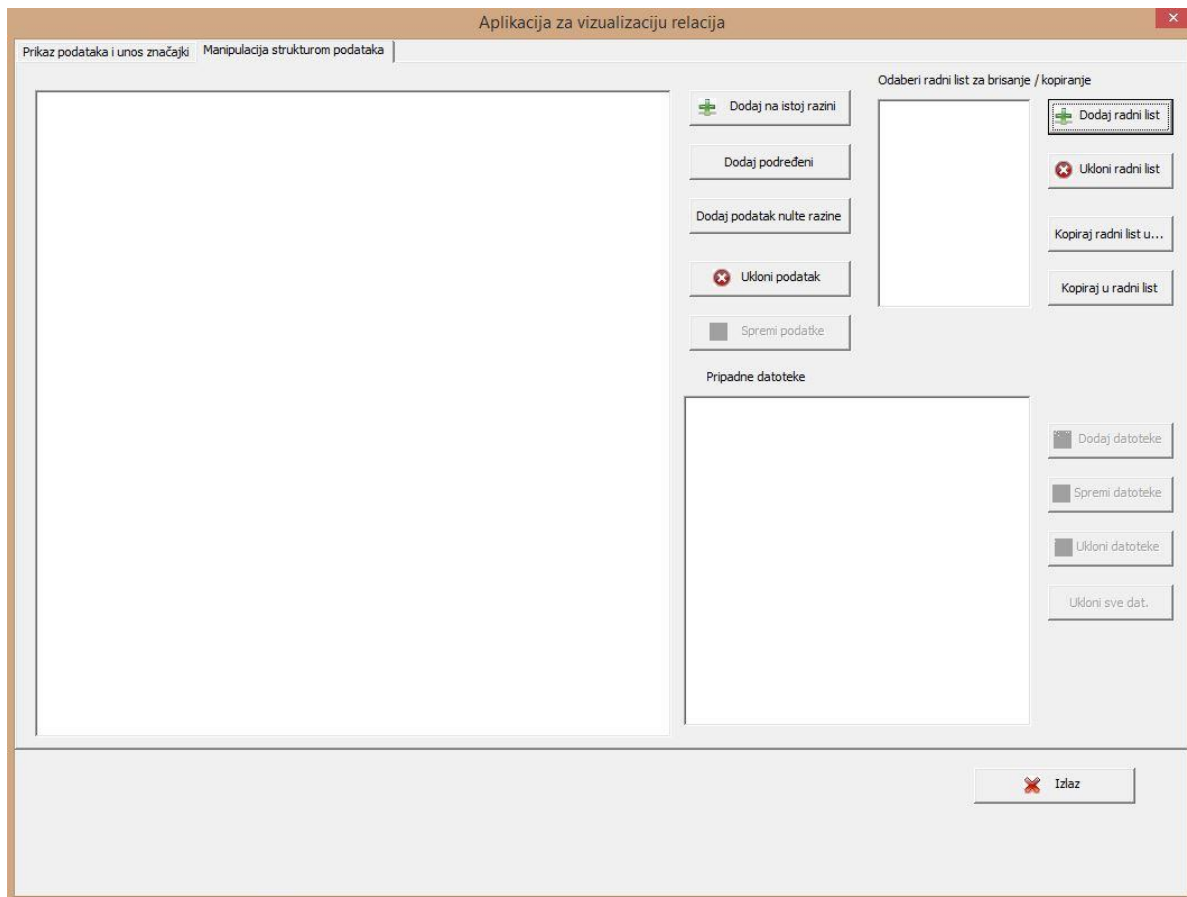 Aplikacija za vizualizaciju relacija
Prikaz podataka i unos značajki
Manipulacija strukturom podataka
Dodaj na istoj razini
Dodaj podređeni
Dodaj podatak nulte razine
Ukloni podatak
Spremi podatke
Odaberi radni list za brisanje / kopiranje
Dodaj radni list
Ukloni radni list
Kopiraj radni list u...
Kopiraj u radni list
Pripadne datoteke
Dodaj datoteke
Spremi datoteke
Ukloni datoteke
Ukloni sve dat.
Izlaz